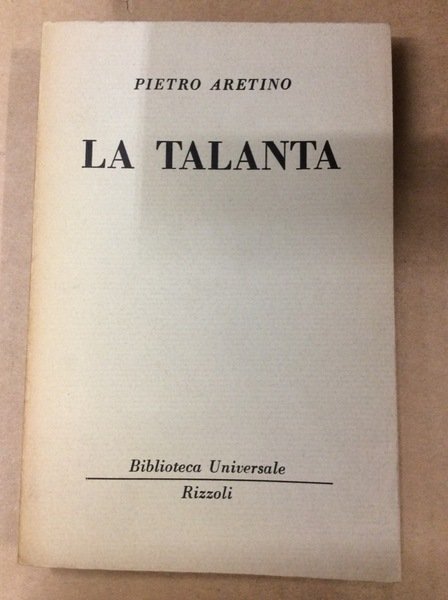 PIETRO ARETINO
LA TALANTA
Biblioteca Universale
Rizzoli